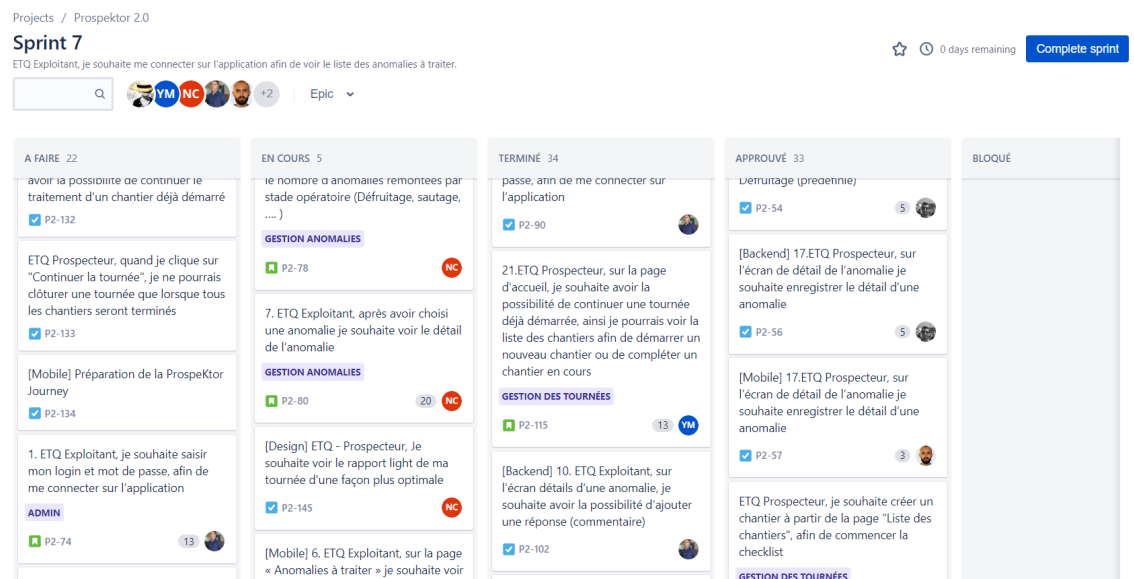 Projects / Prospektor 2.0
Sprint 7
ETQ Exploitant, je souhaite me connecter sur l'application afin de voir le liste des anomalies à traiter.
0 days remaining
Complete sprint
YM
NC
+2
Epic
A FAIRE 22
avoir la possibilité de continuer le
traitement d'un chantier déjà démarré
P2-132
ETQ Prospecteur, quand je clique sur
"Continuer la tournée", je ne pourrais
clôturer une tournée que lorsque tous
les chantiers seront terminés
P2-133
[Mobile] Préparation de la ProspeKtor
Journey
P2-134
1. ETQ Exploitant, je souhaite saisir
mon login et mot de passe, afin de
me connecter sur l'application
ADMIN
P2-74
13
EN COURS 5
le nombre d'anomalies remontées par
stade opératoire (Défruitage, sautage,
.... )
GESTION ANOMALIES
P2-78
NC
7. ETQ Exploitant, après avoir choisi
une anomalie je souhaite voir le détail
de l'anomalie
GESTION ANOMALIES
P2-80
20
NC
[Design] ETQ - Prospecteur, Je
souhaite voir le rapport light de ma
tournée d'une façon plus optimale
P2-145
NC
[Mobile] 6. ETQ Exploitant, sur la page
« Anomalies à traiter » je souhaite voir
TERMINÉ 34
passe, afin de me connecter sur
l'application
P2-90
21.ETQ Prospecteur, sur la page
d'accueil, je souhaite avoir la
possibilité de continuer une tournée
déjà démarrée, ainsi je pourrais voir la
liste des chantiers afin de démarrer un
nouveau chantier ou de compléter un
chantier en cours
GESTION DES TOURNÉES
P2-115
13
YM
[Backend] 10. ETQ Exploitant, sur
l'écran détails d'une anomalie, je
souhaite avoir la possibilité d'ajouter
une réponse (commentaire)
P2-102
APPROUVÉ 33
Défruitage (prédéfinie)
P2-54
5
[Backend] 17.ETQ Prospecteur, sur
l'écran de détail de l'anomalie je
souhaite enregistrer le détail d'une
anomalie
P2-56
5
[Mobile] 17.ETQ Prospecteur, sur
l'écran de détail de l'anomalie je
souhaite enregistrer le détail d'une
anomalie
P2-57
3
ETQ Prospecteur, je souhaite créer un
chantier à partir de la page "Liste des
chantiers", afin de commencer la
checklist
GESTION DES TOURNÉES
BLOQUÉ